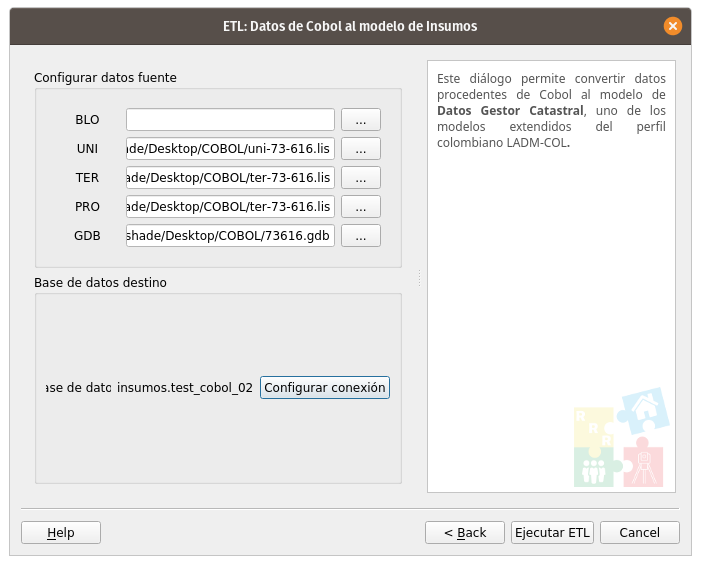 ETL: Datos de Cobol al modelo de Insumos
Configurar datos fuente
BLO ...
UNI ade/Desktop/COBOL/uni-73-616.lis ...
TER ade/Desktop/COBOL/ter-73-616.lis ...
PRO ade/Desktop/COBOL/ter-73-616.lis ...
GDB shade/Desktop/COBOL/73616.gdb ...
Base de datos destino
ase de dato insumos.test_cobol_02 Configurar conexión
Este diálogo permite convertir datos
procedentes de Cobol al modelo de
Datos Gestor Catastral, uno de los
modelos extendidos del perfil
colombiano LADM-COL.
R
R
R
Help < Back Ejecutar ETL Cancel